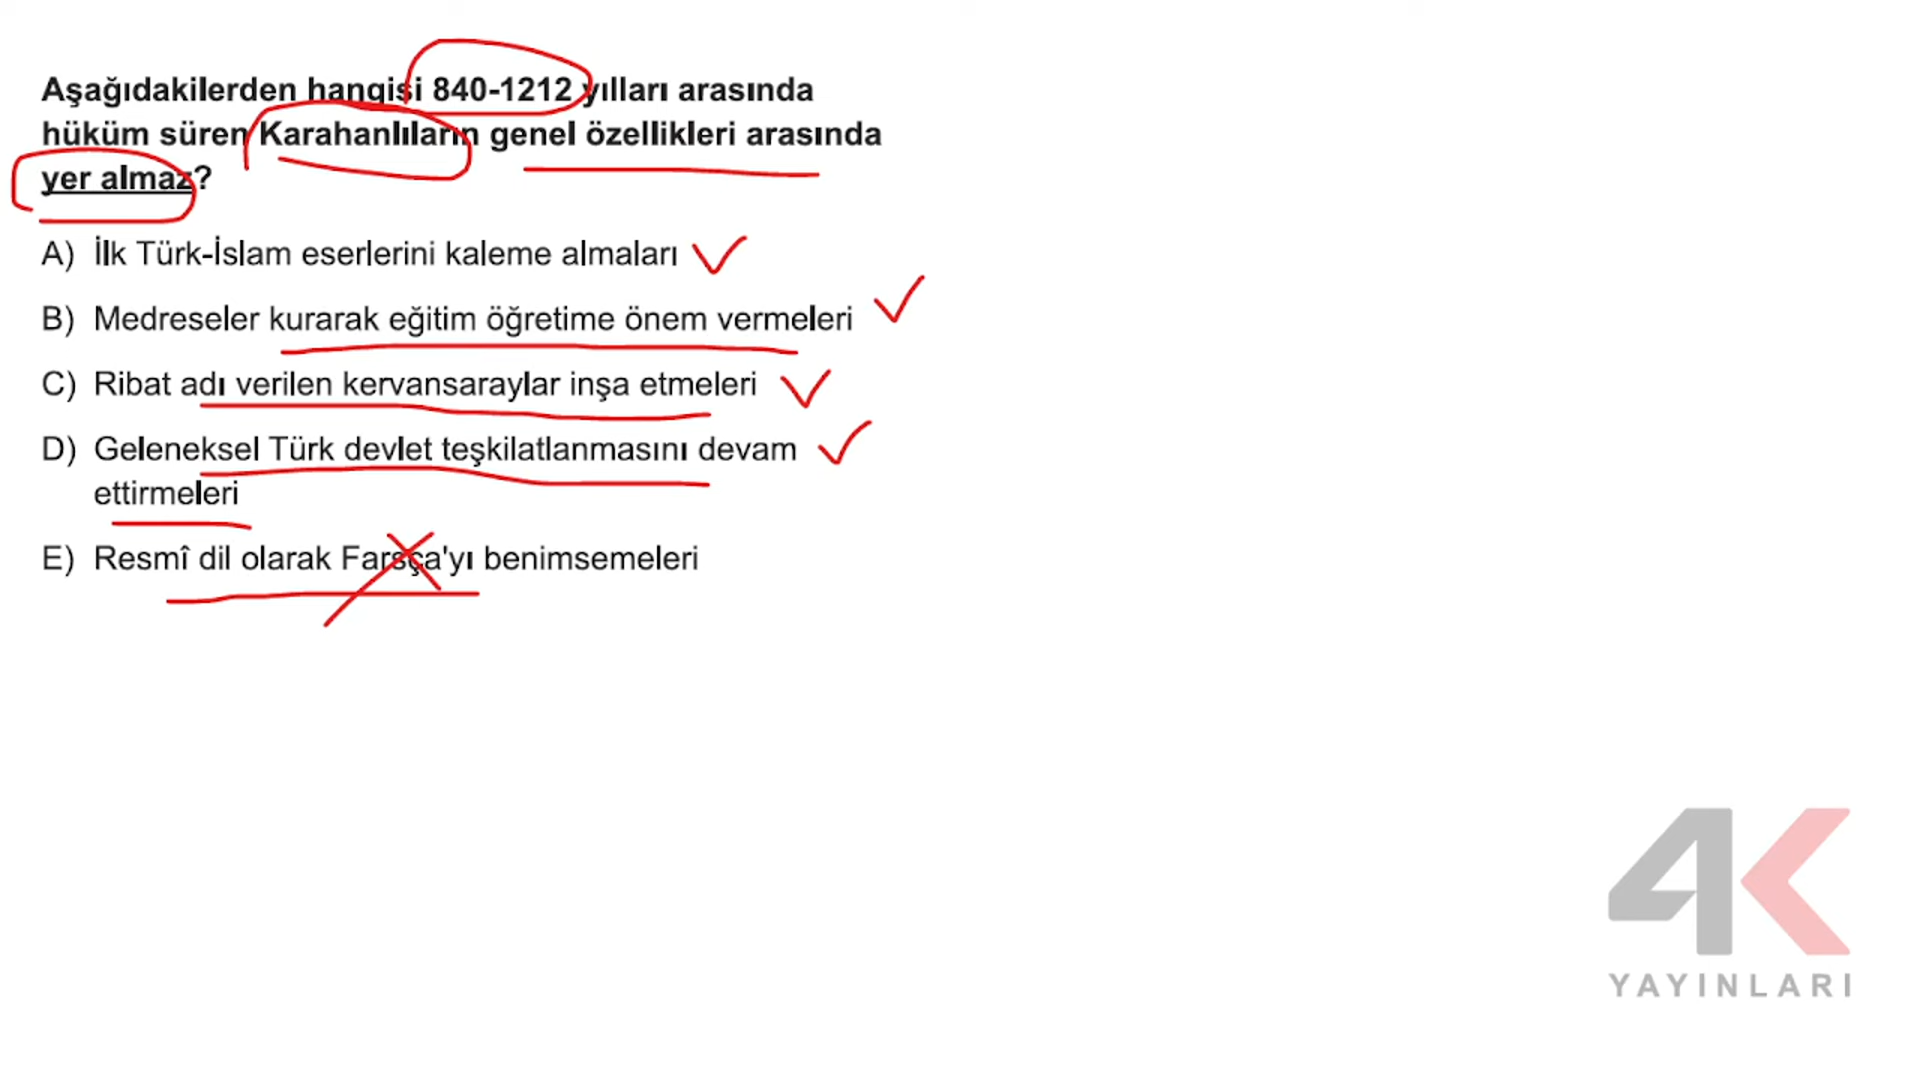 Aşağıdakilerden hangisi 840-1212 yılları arasında
hüküm süren Karahanlıların genel özellikleri arasında
yer almaz?
A) İlk Türk-İslam eserlerini kaleme almaları
B) Medreseler kurarak eğitim öğretime önem vermeleri
C) Ribat adı verilen kervansaraylar inşa etmeleri
D) Geleneksel Türk devlet teşkilatlanmasını devam
ettirmeleri
E) Resmî dil olarak Farsça'yı benimsemeleri
4K
YAYINLARI